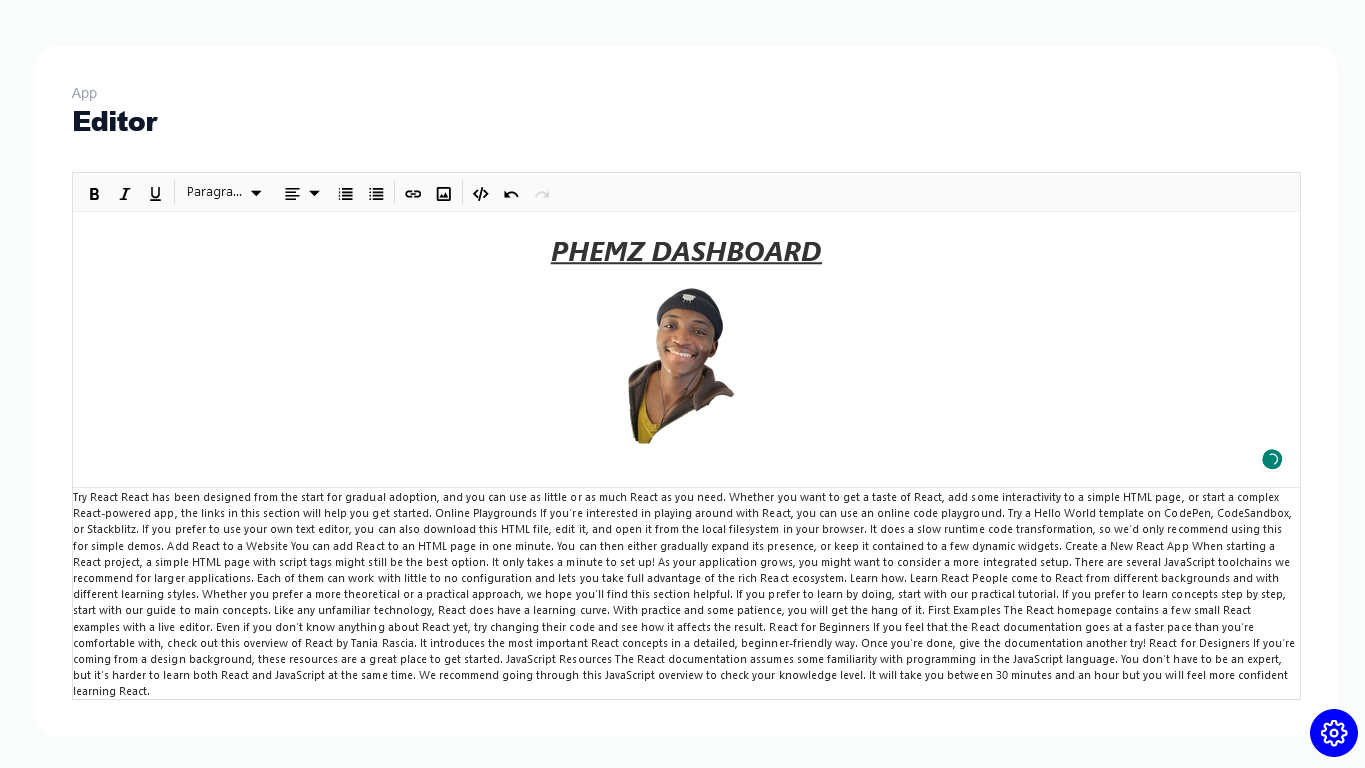 App
Editor
B I U Paragra...
PHEMZ DASHBOARD
Try React React has been designed from the start for gradual adoption, and you can use as little or as much React as you need. Whether you want to get a taste of React, add some interactivity to a simple HTML page, or start a complex
React-powered app, the links in this section will help you get started. Online Playgrounds If you're interested in playing around with React, you can use an online code playground. Try a Hello World template on CodePen, CodeSandbox,
or Stackblitz. If you prefer to use your own text editor, you can also download this HTML file, edit it, and open it from the local filesystem in your browser. It does a slow runtime code transformation, so we'd only recommend using this
for simple demos. Add React to a Website You can add React to an HTML page in one minute. You can then either gradually expand its presence, or keep it contained to a few dynamic widgets. Create a New React App When starting a
React project, a simple HTML page with script tags might still be the best option. It only takes a minute to set up! As your application grows, you might want to consider a more integrated setup. There are several JavaScript toolchains we
recommend for larger applications. Each of them can work with little to no configuration and lets you take full advantage of the rich React ecosystem. Learn how. Learn React People come to React from different backgrounds and with
different learning styles. Whether you prefer a more theoretical or a practical approach, we hope you'll find this section helpful. If you prefer to learn by doing, start with our practical tutorial. If you prefer to learn concepts step by step,
start with our guide to main concepts. Like any unfamiliar technology, React does have a learning curve. With practice and some patience, you will get the hang of it. First Examples The React homepage contains a few small React
examples with a live editor. Even if you don't know anything about React yet, try changing their code and see how it affects the result. React for Beginners If you feel that the React documentation goes at a faster pace than you're
comfortable with, check out this overview of React by Tania Rascia. It introduces the most important React concepts in a detailed, beginner-friendly way. Once you're done, give the documentation another try! React for Designers If you're
coming from a design background, these resources are a great place to get started. JavaScript Resources The React documentation assumes some familiarity with programming in the JavaScript language. You don't have to be an expert,
but it's harder to learn both React and JavaScript at the same time. We recommend going through this JavaScript overview to check your knowledge level. It will take you between 30 minutes and an hour but you will feel more confident
learning React.